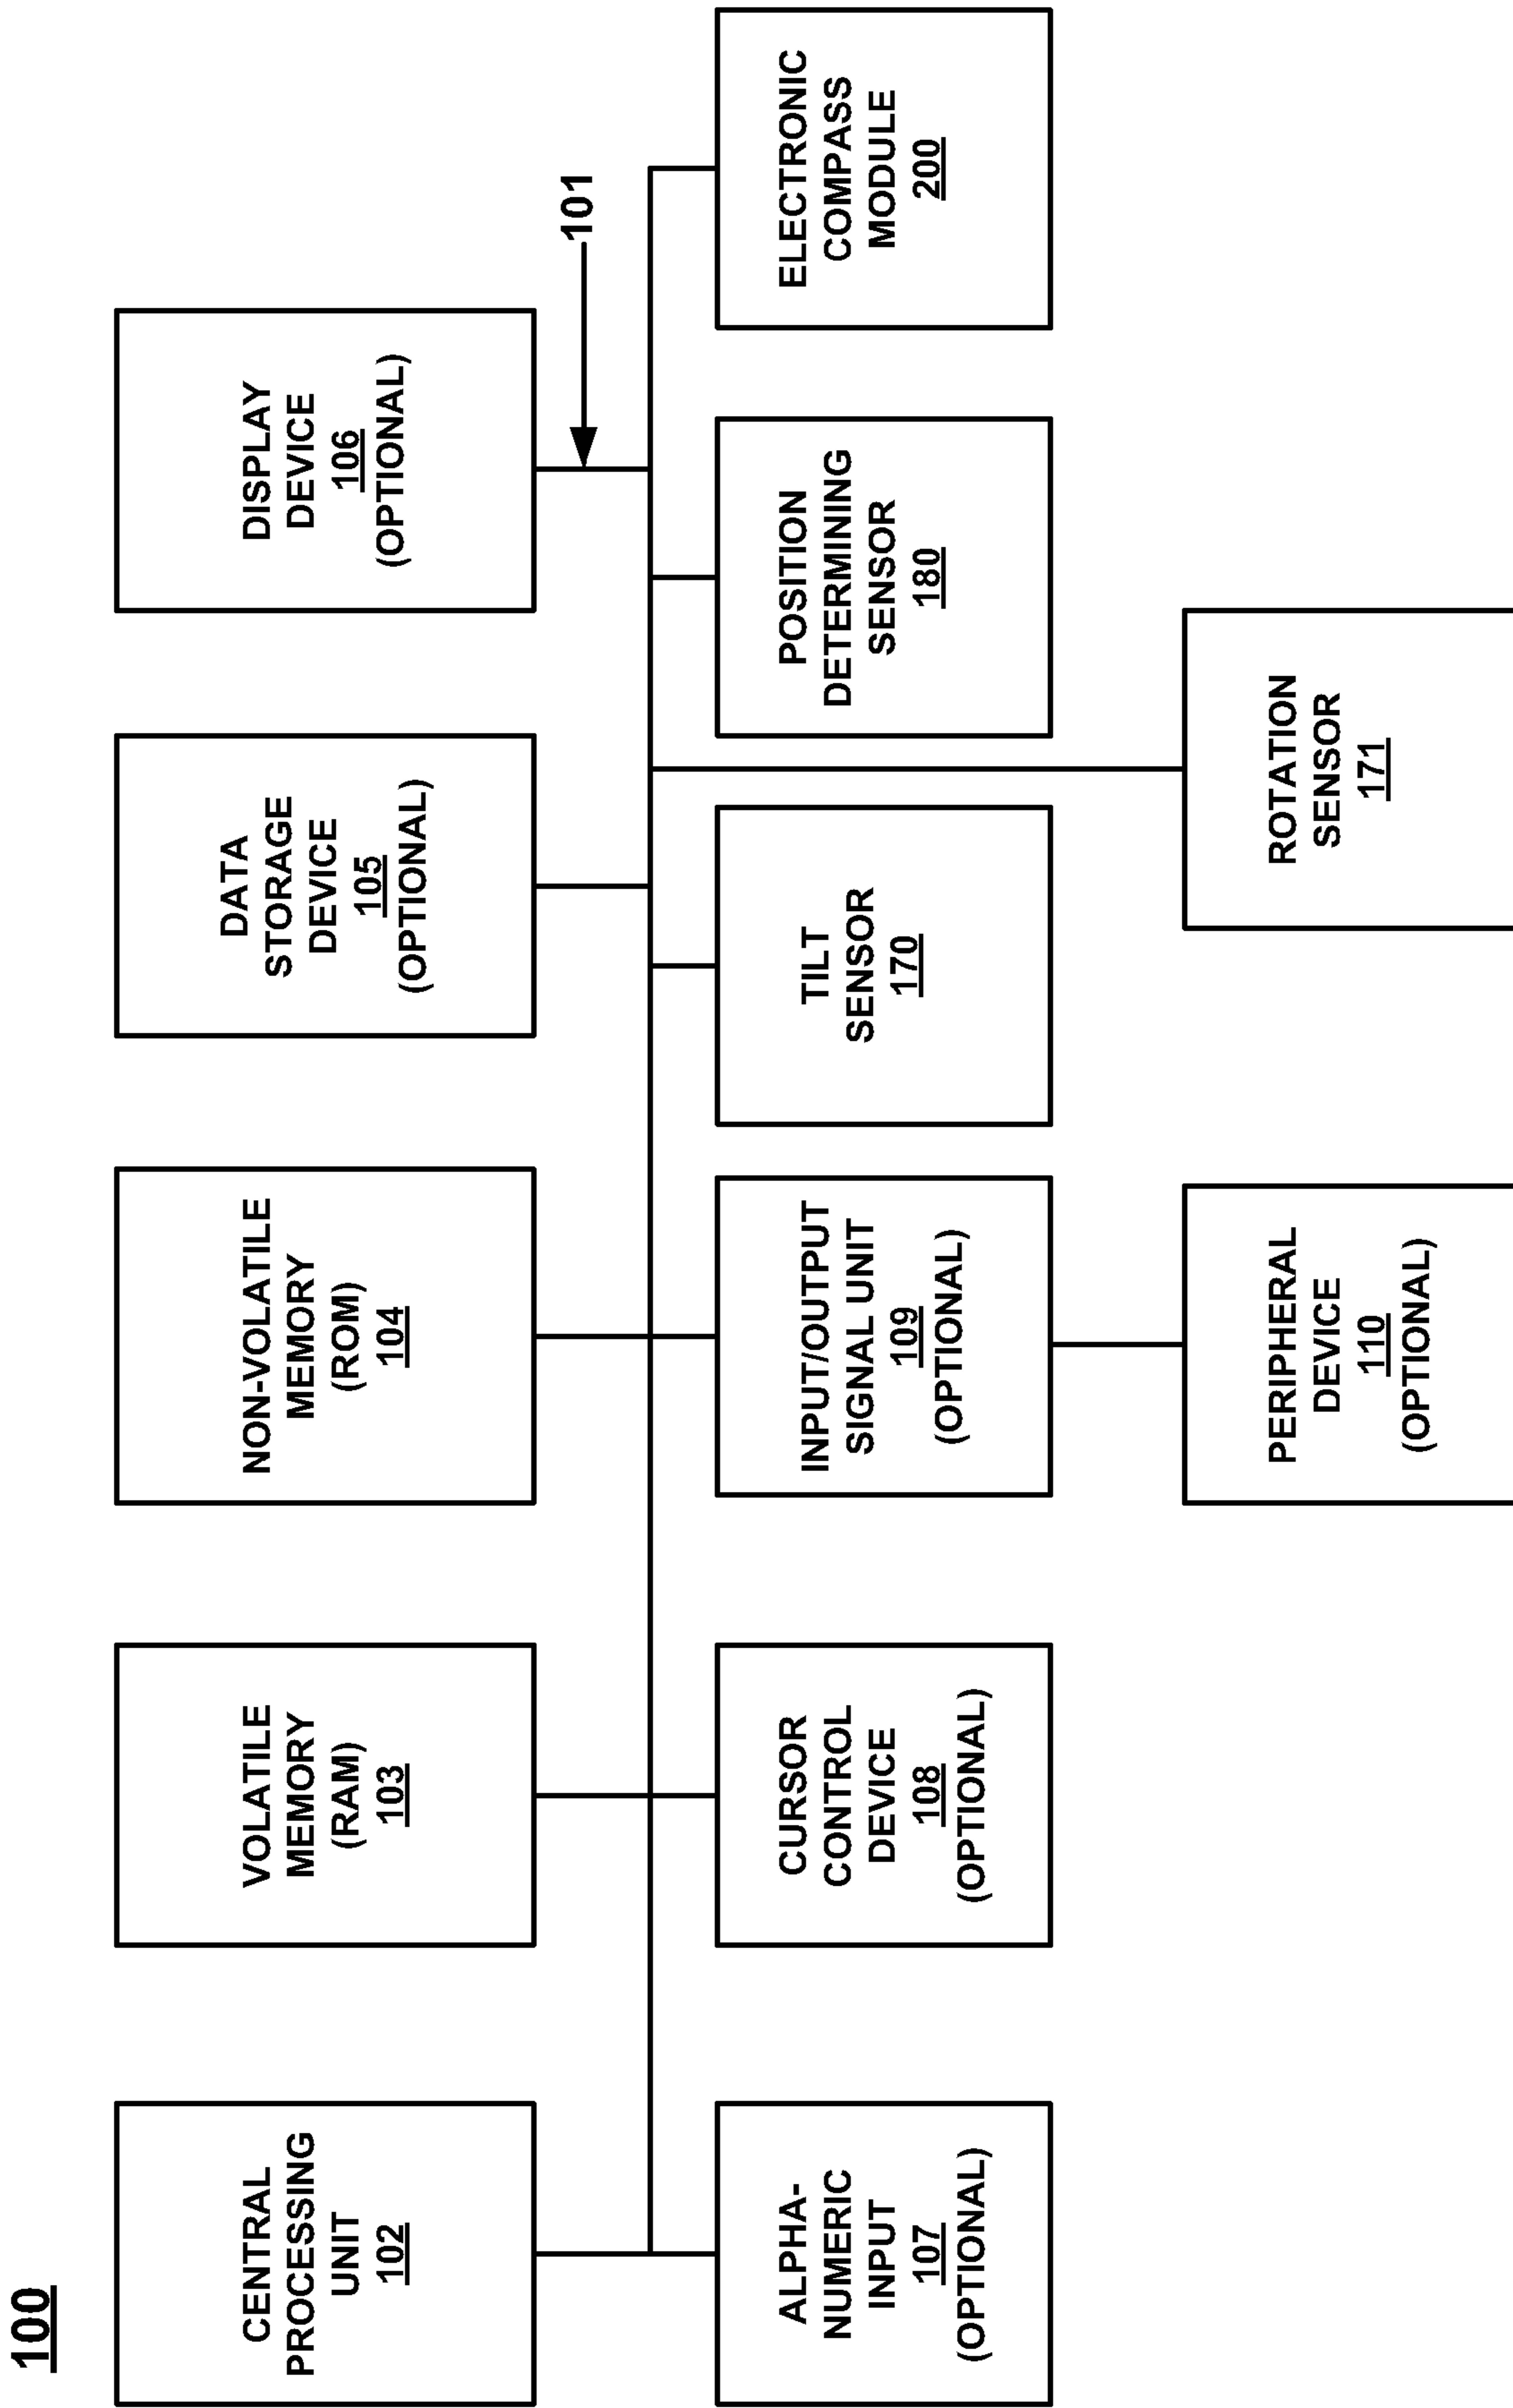 100
CENTRAL
PROCESSING
UNIT
102
VOLATILE
MEMORY
(RAM)
103
NON-VOLATILE
MEMORY
(ROM)
104
DATA
STORAGE
DEVICE
105
(OPTIONAL)
DISPLAY
DEVICE
106
(OPTIONAL)
101
ALPHA-
NUMERIC
INPUT
107
(OPTIONAL)
CURSOR
CONTROL
DEVICE
108
(OPTIONAL)
INPUT/OUTPUT
SIGNAL UNIT
109
(OPTIONAL)
TILT
SENSOR
170
POSITION
DETERMINING
SENSOR
180
ELECTRONIC
COMPASS
MODULE
200
PERIPHERAL
DEVICE
110
(OPTIONAL)
ROTATION
SENSOR
171